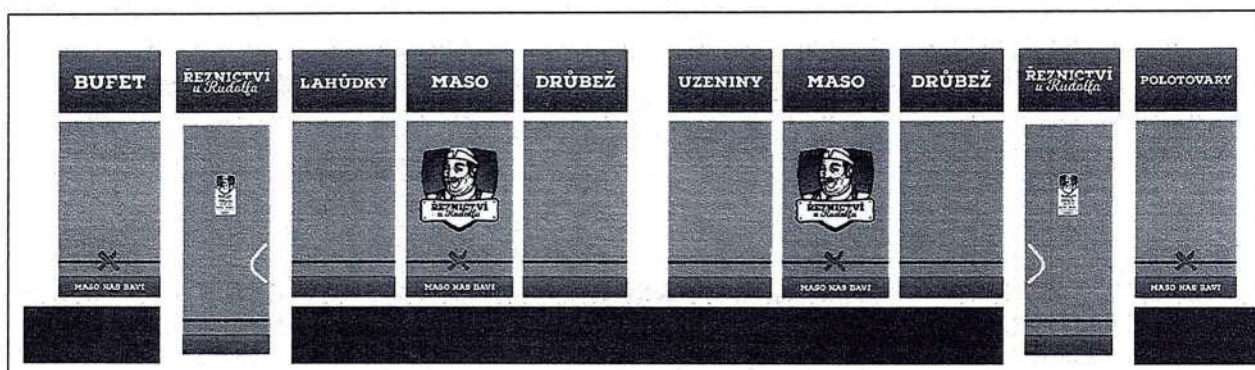 BUFET
ŘEZNICTVÍ
u Rudolfa
LAHŮDKY
MASO
DRŮBEŽ
UZENINY
MASO
DRŮBEŽ
ŘEZNICTVÍ
u Rudolfa
POLOTOVARY
ŘEZNICTVÍ
u Rudolfa
ŘEZNICTVÍ
u Rudolfa
MASO NÁS BAVÍ
MASO NÁS BAVÍ
MASO NÁS BAVÍ
MASO NÁS BAVÍ